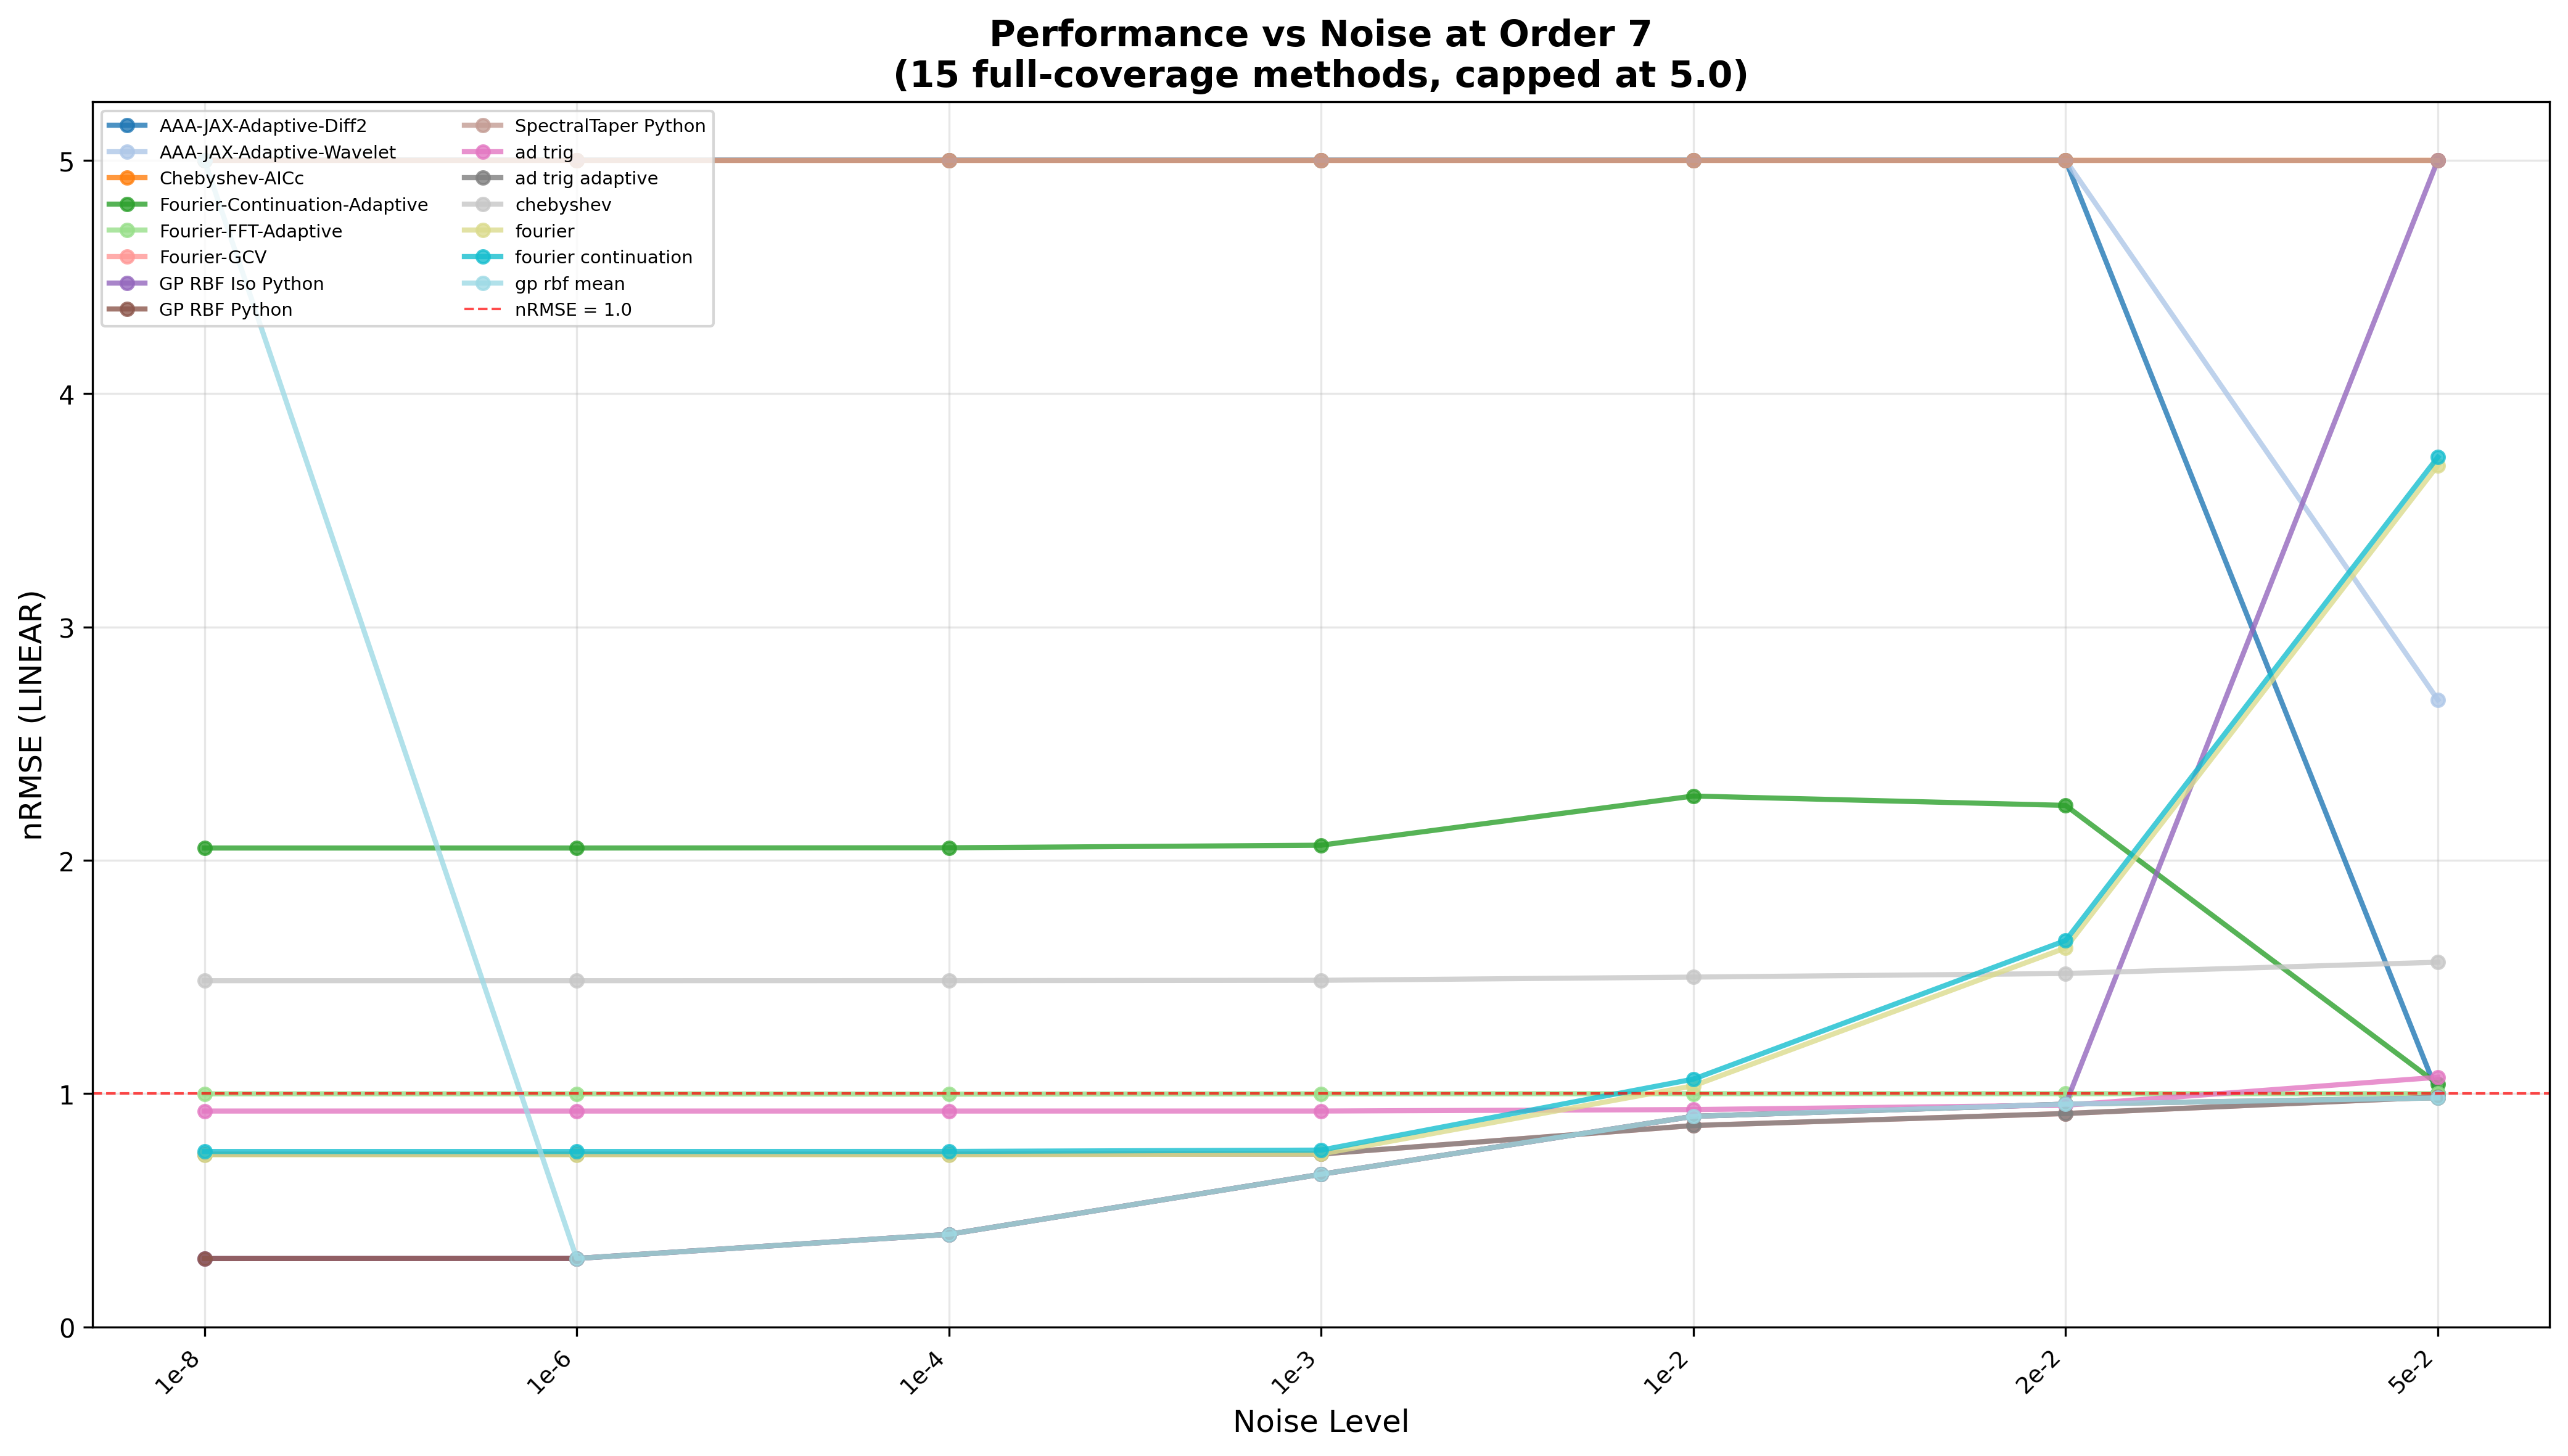 Performance vs Noise at Order 7
(15 full-coverage methods, capped at 5.0)
AAA-JAX-Adaptive-Diff2
AAA-JAX-Adaptive-Wavelet
Chebyshev-AICc
Fourier-Continuation-Adaptive
Fourier-FFT-Adaptive
Fourier-GCV
GP RBF Iso Python
GP RBF Python
SpectralTaper Python
ad trig
ad trig adaptive
chebyshev
fourier
fourier continuation
gp rbf mean
nRMSE = 1.0
nRMSE (LINEAR)
5
4
3
2
1
0
1e-8
1e-6
1e-4
1e-3
1e-2
2e-2
5e-2
Noise Level